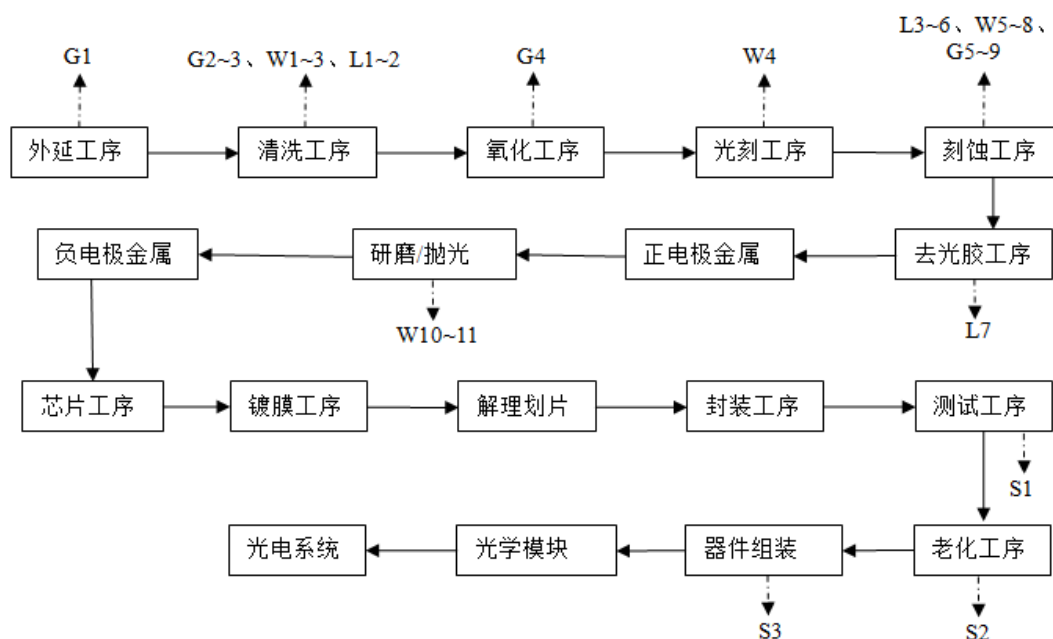 L3~6、W5~8、
G1
G2~3、W1~3、L1~2
G4
W4
G5~9
外延工序
清洗工序
氧化工序
光刻工序
刻蚀工序
负电极金属
研磨/抛光
正电极金属
去光胶工序
W10~11
L7
芯片工序
镀膜工序
解理划片
封装工序
测试工序
S1
光电系统
光学模块
器件组装
老化工序
S3
S2